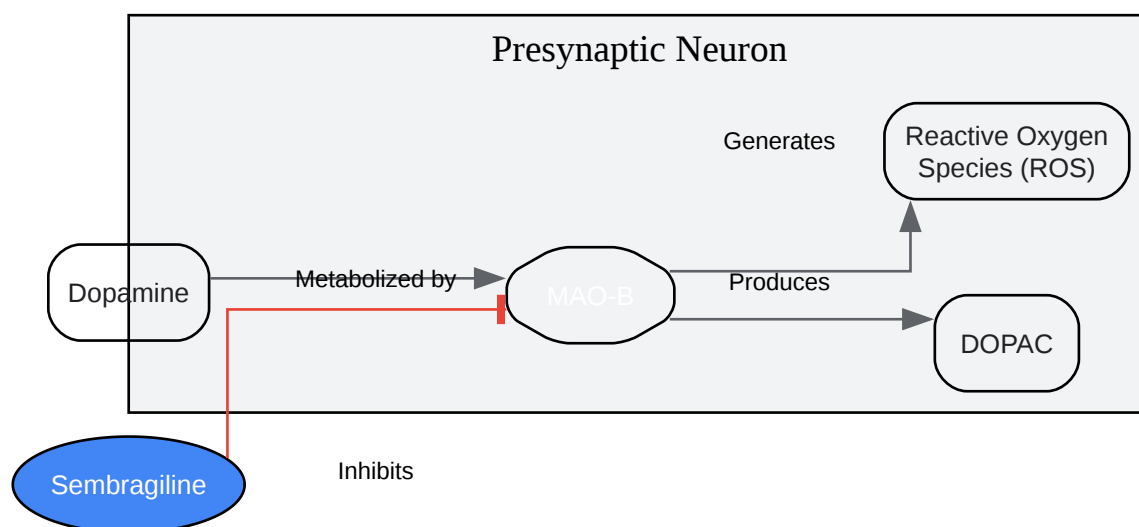 Presynaptic Neuron
Generates
Reactive Oxygen
Species (ROS)
Dopamine
Metabolized by
MAO-B
Produces
DOPAC
Sembragiline
Inhibits